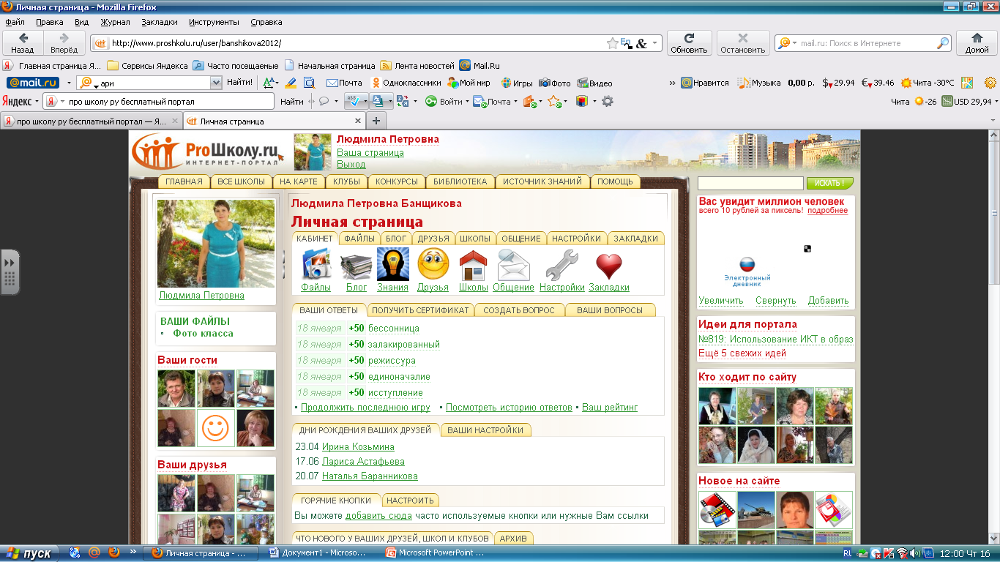 Личная страница - Mozilla Firefox
Файл Правка Вид Журнал Закладки Инструменты Справка
Назад Вперёд http://www.proshkolu.ru/user/banshikova2012/ Обновить Остановить mail.ru: Поиск в Интернете Домой
Главная страница Я... Сервисы Яндекса Часто посещаемые Начальная страница Лента новостей Mail.Ru
@mail.ru ари Найти! Почта Одноклассники Мой мир Игры Фото Видео » Нравится Музыка 0,00 р. $ 29.94 € 39.46 Чита -30°C
Яндекс про школу ру бесплатный портал Найти Войти Почта Чита -26 USD 29,94
про школу ру бесплатный портал — Я... Личная страница
ProШколу.ru
ИНТЕРНЕТ-ПОРТАЛ
Людмила Петровна
Ваша страница
Выход
ГЛАВНАЯ ВСЕ ШКОЛЫ НА КАРТЕ КЛУБЫ КОНКУРСЫ БИБЛИОТЕКА ИСТОЧНИК ЗНАНИЙ ПОМОЩЬ ИСКАТЬ !
Людмила Петровна
ВАШИ ФАЙЛЫ
Фото класса
Ваши гости
Ваши друзья
Людмила Петровна Банщикова
Личная страница
КАБИНЕТ ФАЙЛЫ БЛОГ ДРУЗЬЯ ШКОЛЫ ОБЩЕНИЕ НАСТРОЙКИ ЗАКЛАДКИ
Файлы Блог Знания Друзья Школы Общение Настройки Закладки
ВАШИ ОТВЕТЫ ПОЛУЧИТЬ СЕРТИФИКАТ СОЗДАТЬ ВОПРОС ВАШИ ВОПРОСЫ
18 января +50 бессонница
18 января +50 залакированный
18 января +50 режиссура
18 января +50 единоначалие
18 января +50 исступление
Продолжить последнюю игру Посмотреть историю ответов Ваш рейтинг
ДНИ РОЖДЕНИЯ ВАШИХ ДРУЗЕЙ ВАШИ НАСТРОЙКИ
23.04 Ирина Козьмина
17.06 Лариса Астафьева
20.07 Наталья Баранникова
ГОРЯЧИЕ КНОПКИ НАСТРОИТЬ
Вы можете добавить сюда часто используемые кнопки или нужные Вам ссылки
ЧТО НОВОГО У ВАШИХ ДРУЗЕЙ, ШКОЛ И КЛУБОВ АРХИВ
Вас увидит миллион человек
всего 10 рублей за пиксель! подробнее
Электронный
дневник
Увеличить Свернуть Добавить
Идеи для портала
№819: Использование ИКТ в образ
Ещё 5 свежих идей
Кто ходит по сайту
Новое на сайте
пуск » Личная страница - ... Документ1 - Microso... Microsoft PowerPoint ... RL 12:00 Чт 16